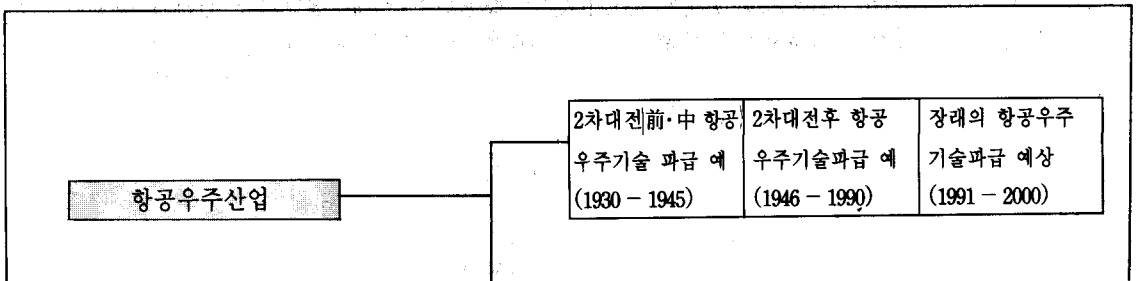 항공우주산업
2차대전前·中 항공
우주기술 파급 예
(1930 - 1945)
2차대전후 항공
우주기술파급 예
(1946 - 1990)
장래의 항공우주
기술파급 예상
(1991 - 2000)